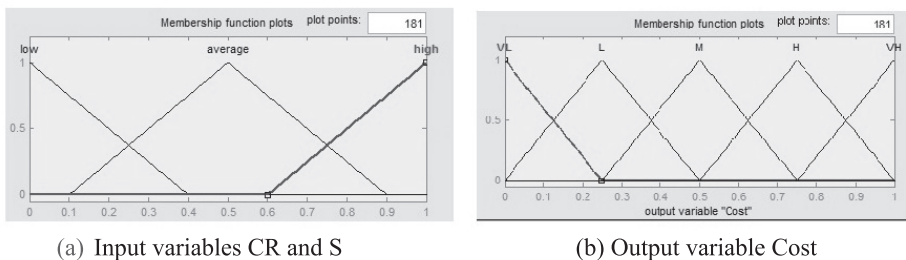 Membership function plots plot points: 181
low average high
1
0.5
0
0 0.1 0.2 0.3 0.4 0.5 0.6 0.7 0.8 0.9 1
(a) Input variables CR and S
Membership function plots plot points: 181
VL L M H VH
1
0.5
0
0 0.1 0.2 0.3 0.4 0.5 0.6 0.7 0.8 0.9 1
output variable "Cost"
(b) Output variable Cost